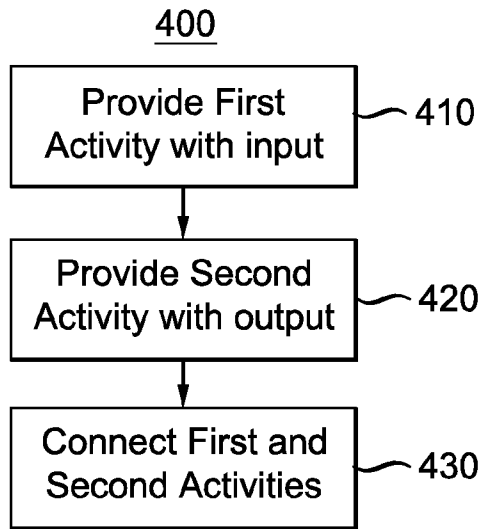 400
Provide First
Activity with input
410
Provide Second
Activity with output
420
Connect First and
Second Activities
430